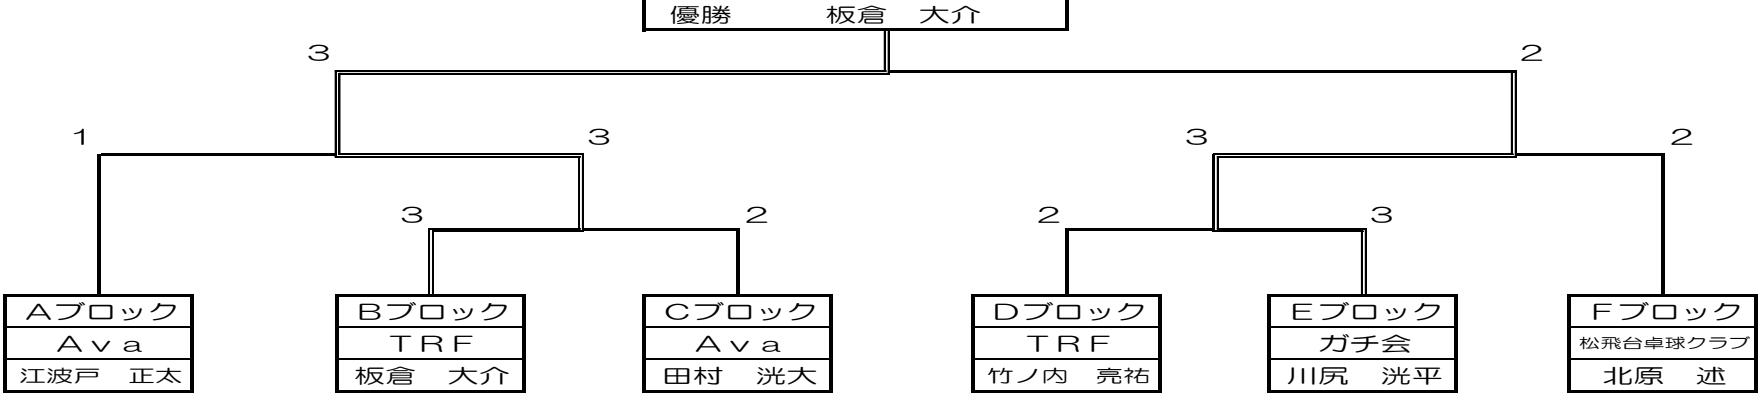 優勝　板倉　大介
3 2
1 3 3 2
3 2 2 3
Aブロック Bブロック Cブロック Dブロック Eブロック Fブロック
Ava TRF Ava TRF ガチ会 松飛台卓球クラブ
江波戸　正太 板倉　大介 田村　洸大 竹ノ内　亮祐 川尻　洸平 北原　述